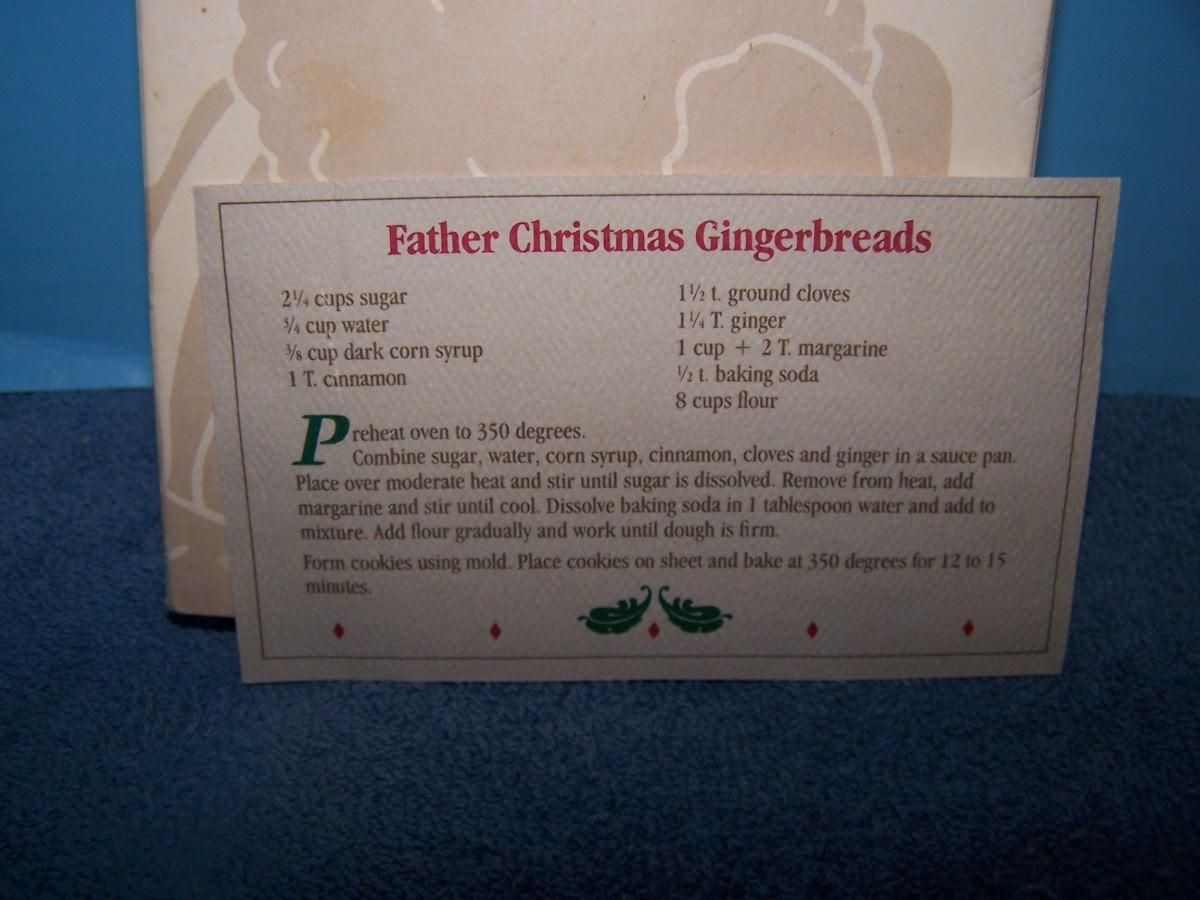 Father Christmas Gingerbreads
2¼ cups sugar
¾ cup water
⅜ cup dark corn syrup
1 T. cinnamon
1½ t. ground cloves
1¼ T. ginger
1 cup + 2 T. margarine
½ t. baking soda
8 cups flour
Preheat oven to 350 degrees.
Combine sugar, water, corn syrup, cinnamon, cloves and ginger in a sauce pan.
Place over moderate heat and stir until sugar is dissolved. Remove from heat, add
margarine and stir until cool. Dissolve baking soda in 1 tablespoon water and add to
mixture. Add flour gradually and work until dough is firm.
Form cookies using mold. Place cookies on sheet and bake at 350 degrees for 12 to 15
minutes.